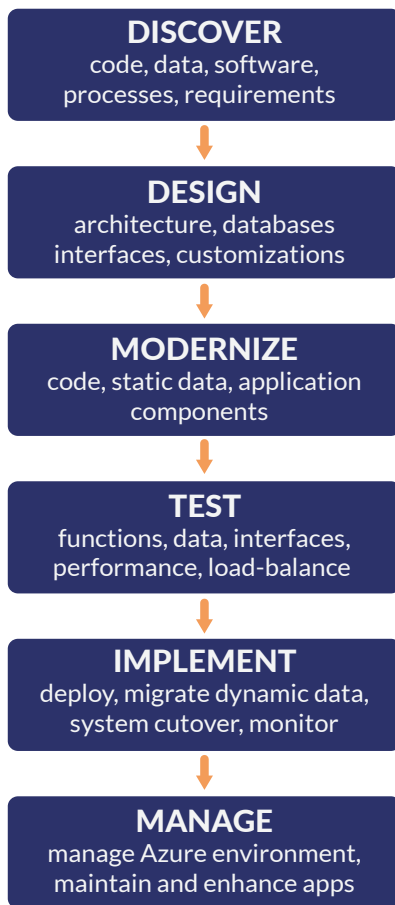 DISCOVER
code, data, software,
processes, requirements
DESIGN
architecture, databases
interfaces, customizations
MODERNIZE
code, static data, application
components
TEST
functions, data, interfaces,
performance, load-balance
IMPLEMENT
deploy, migrate dynamic data,
system cutover, monitor
MANAGE
manage Azure environment,
maintain and enhance apps